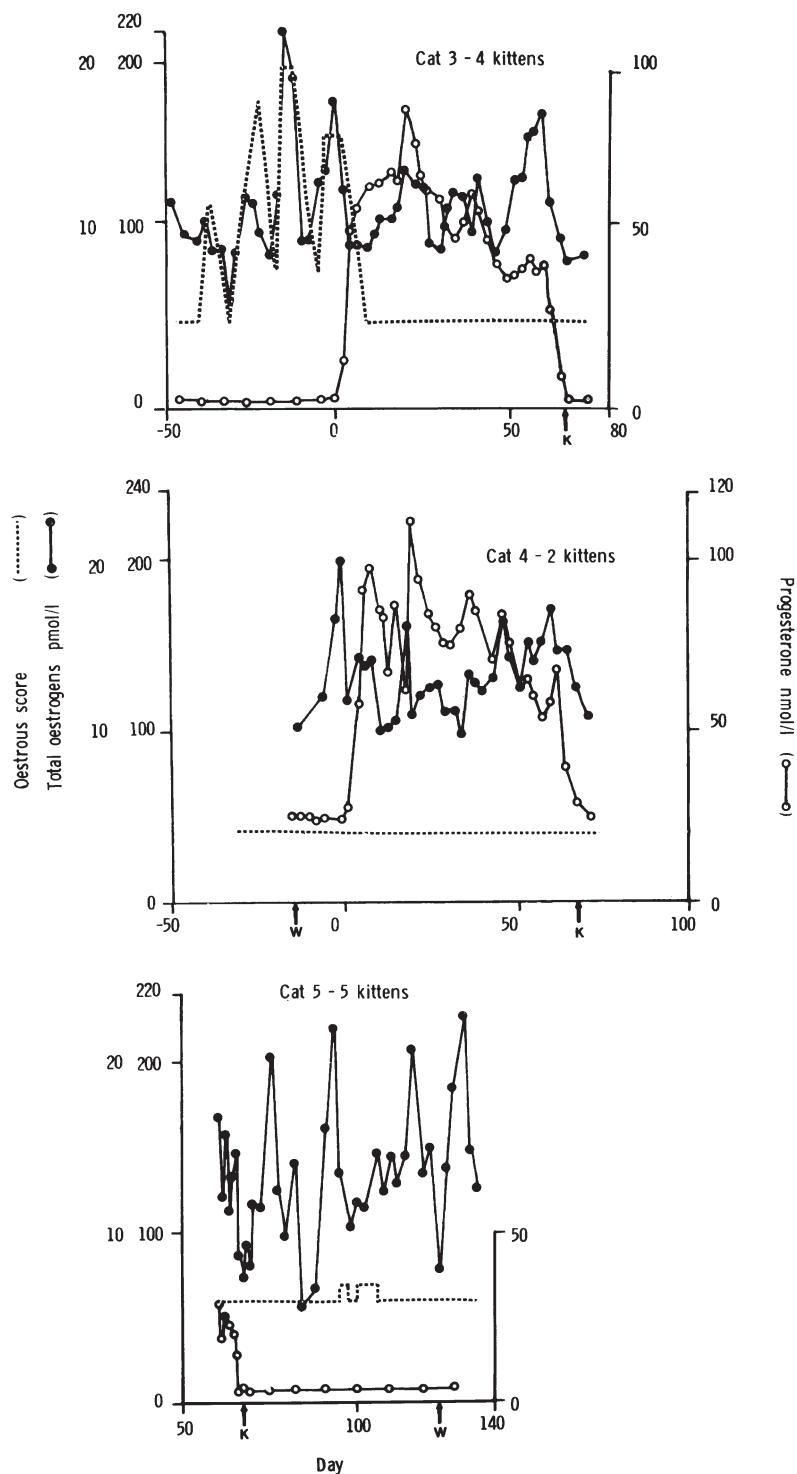 220
20 200
Cat 3 - 4 kittens
100
10 100
50
0
0
-50 0 50 80
K
240
120
20 200
Cat 4 - 2 kittens
100
10 100
50
0
0
-50 0 50 100
W
K
Oestrous score (┈┈)
Total oestrogens pmol/l (●—●)
Progesterone nmol/l (○—○)
Cat 5 - 5 kittens
220
20 200
10 100
50
0
0
50 100 140
K
W
Day